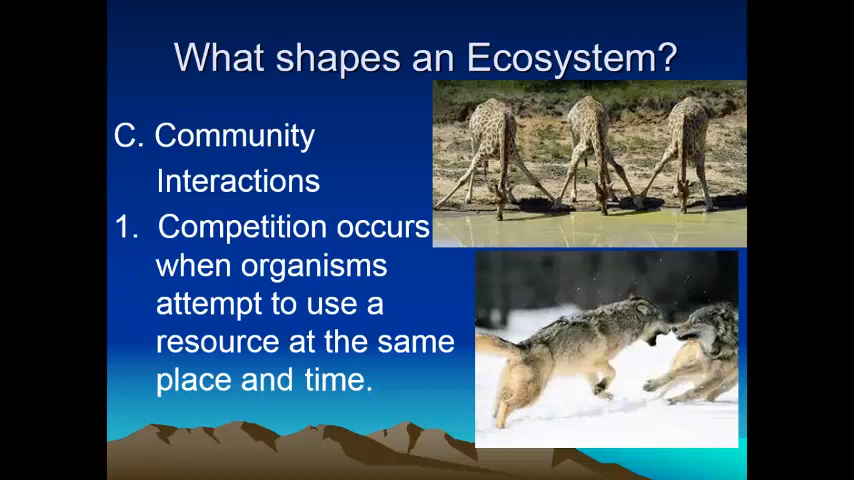 What shapes an Ecosystem?
C. Community
Interactions
1. Competition occurs
when organisms
attempt to use a
resource at the same
place and time.